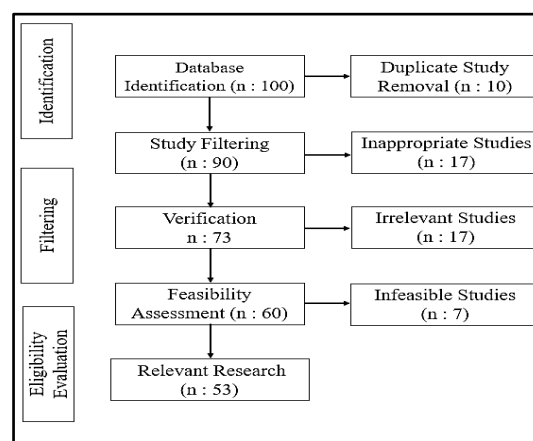 Identification
Database
Identification (n : 100)
Duplicate Study
Removal (n : 10)
Study Filtering
(n : 90)
Inappropriate Studies
(n : 17)
Filtering
Verification
n : 73
Irrelevant Studies
(n : 17)
Feasibility
Assessment (n : 60)
Infeasible Studies
(n : 7)
Eligibility
Evaluation
Relevant Research
(n : 53)